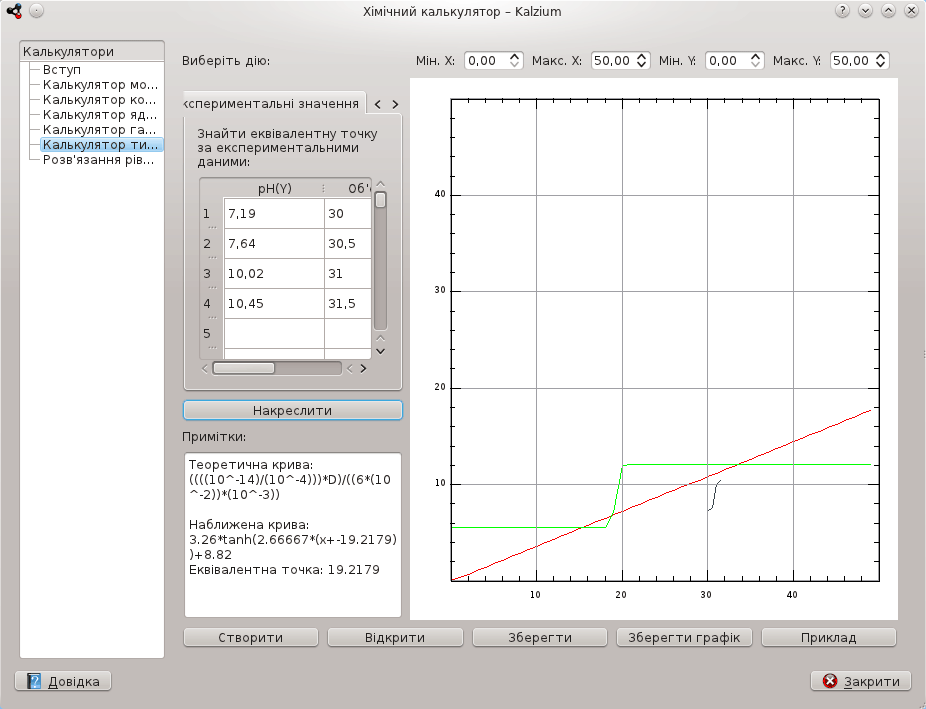 Хімічний калькулятор – Kalzium
Калькулятори
Вступ
Калькулятор мо...
Калькулятор ко...
Калькулятор яд...
Калькулятор га...
Калькулятор ти...
Розв'язання рів...
Виберіть дію:
Мін. X: 0,00 Макс. X: 50,00 Мін. Y: 0,00 Макс. Y: 50,00
кспериментальні значення
Знайти еквівалентну точку
за експериментальними
даними:
pH(Y) Об'є
1 7,19 30
2 7,64 30,5
3 10,02 31
4 10,45 31,5
5
Накреслити
Примітки:
Теоретична крива:
((((10^-14)/(10^-4)))*D)/((6*(10
^-2))*(10^-3))
Наближена крива:
3.26*tanh(2.66667*(x+-19.2179)
)+8.82
Еквівалентна точка: 19.2179
40
30
20
10
10 20 30 40
Створити Відкрити Зберегти Зберегти графік Приклад
Довідка Закрити